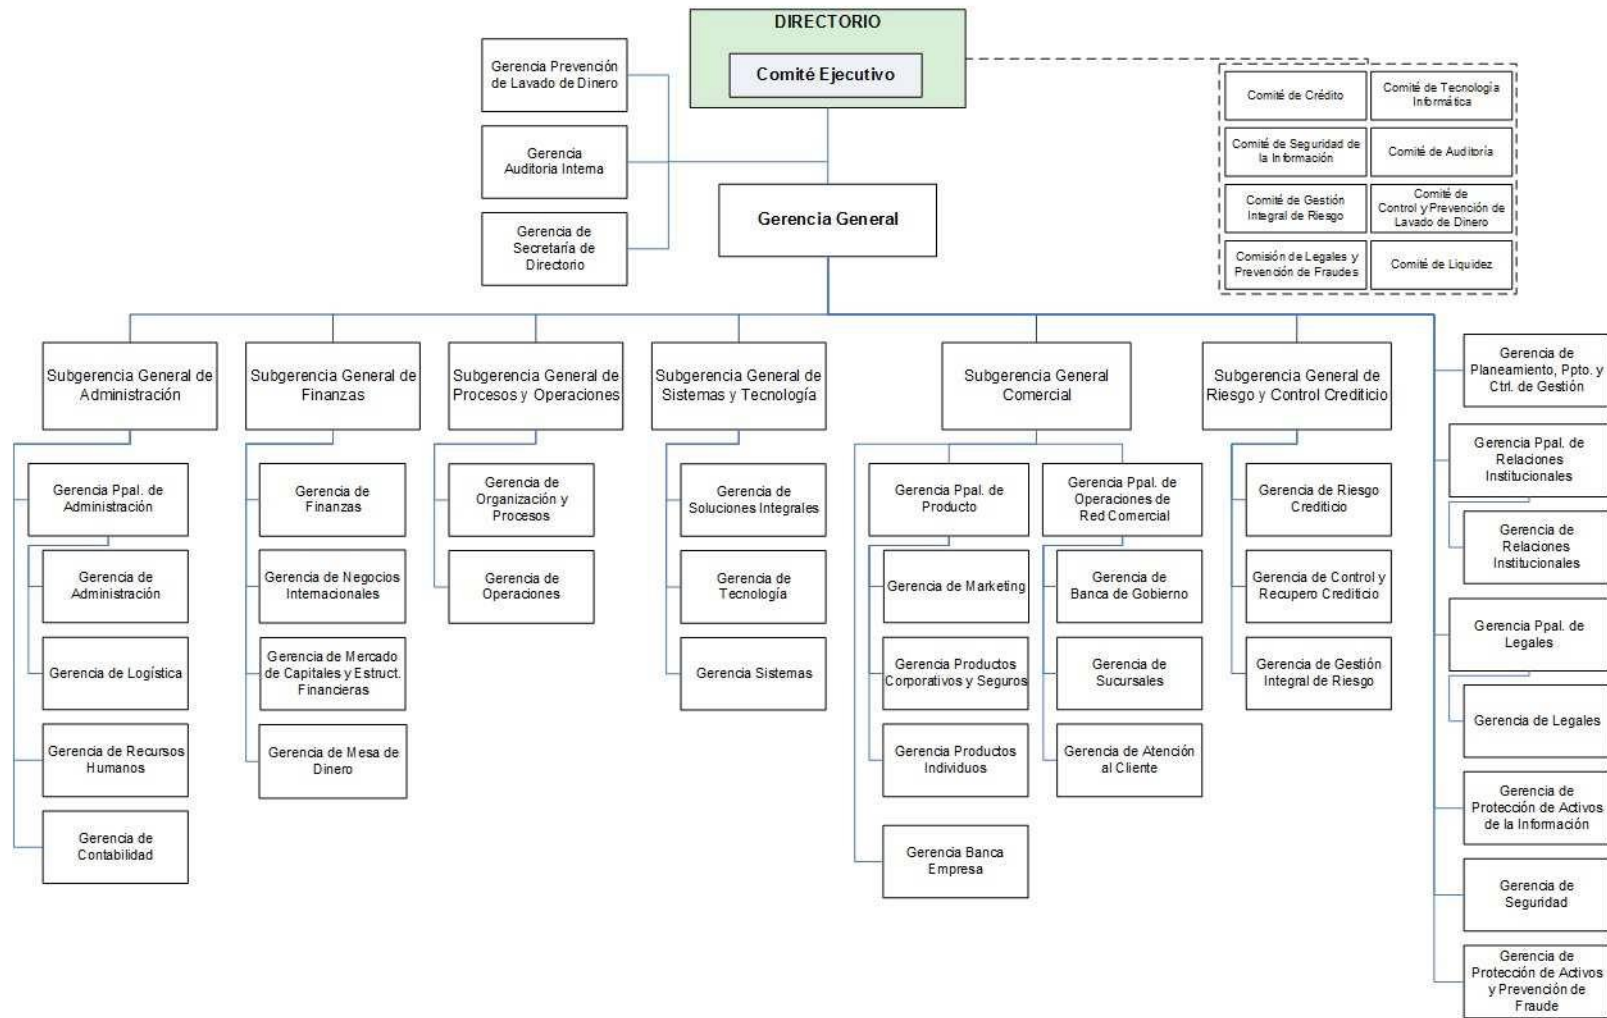 DIRECTORIO
Comité Ejecutivo
Gerencia Prevención
de Lavado de Dinero
Gerencia
Auditoria Interna
Gerencia de
Secretaría de
Directorio
Gerencia General
Comité de Crédito
Comité de Tecnología
Informática
Comité de Seguridad de
la Información
Comité de Auditoría
Comité de Gestión
Integral de Riesgo
Comité de
Control y Prevención de
Lavado de Dinero
Comisión de Legales y
Prevención de Fraudes
Comité de Liquidez
Subgerencia General de
Administración
Gerencia Ppal. de
Administración
Gerencia de
Administración
Gerencia de Logística
Gerencia de Recursos
Humanos
Gerencia de
Contabilidad
Subgerencia General de
Finanzas
Gerencia de
Finanzas
Gerencia de Negocios
Internacionales
Gerencia de Mercado
de Capitales y Estruct.
Financieras
Gerencia de Mesa de
Dinero
Subgerencia General de
Procesos y Operaciones
Gerencia de
Organización y
Procesos
Gerencia de
Operaciones
Subgerencia General de
Sistemas y Tecnología
Gerencia de
Soluciones Integrales
Gerencia de
Tecnología
Gerencia Sistemas
Subgerencia General
Comercial
Gerencia Ppal. de
Producto
Gerencia de Marketing
Gerencia Productos
Corporativos y Seguros
Gerencia Productos
Individuos
Gerencia Banca
Empresa
Gerencia Ppal. de
Operaciones de
Red Comercial
Gerencia de
Banca de Gobierno
Gerencia de
Sucursales
Gerencia de Atención
al Cliente
Subgerencia General de
Riesgo y Control Crediticio
Gerencia de Riesgo
Crediticio
Gerencia de Control y
Recupero Crediticio
Gerencia de Gestión
Integral de Riesgo
Gerencia de
Planeamiento, Ppto. y
Ctrl. de Gestión
Gerencia Ppal. de
Relaciones
Institucionales
Gerencia de
Relaciones
Institucionales
Gerencia Ppal. de
Legales
Gerencia de Legales
Gerencia de
Protección de Activos
de la Información
Gerencia de
Seguridad
Gerencia de
Protección de Activos
y Prevención de
Fraude